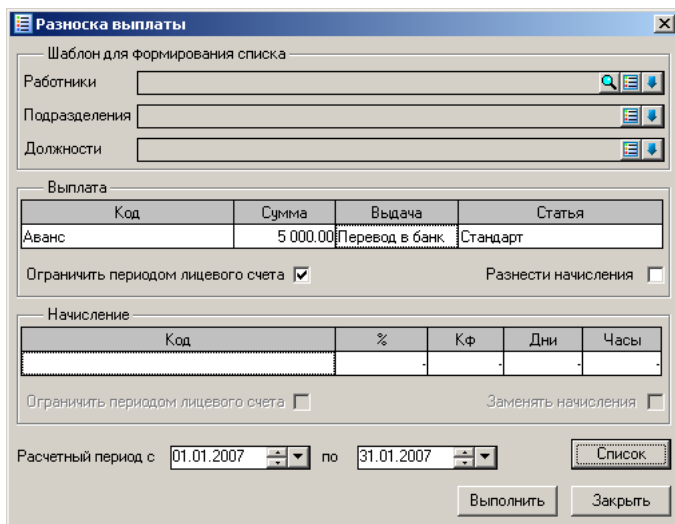 Разноска выплаты
Шаблон для формирования списка
Работники
Подразделения
Должности
Выплата
Код Сумма Выдача Статья
Аванс 5 000.00 Перевод в банк Стандарт
Ограничить периодом лицевого счета Разнести начисления
Начисление
Код % Кф Дни Часы
- - - -
Ограничить периодом лицевого счета Заменять начисления
Расчетный период с 01.01.2007 по 31.01.2007 Список
Выполнить Закрыть